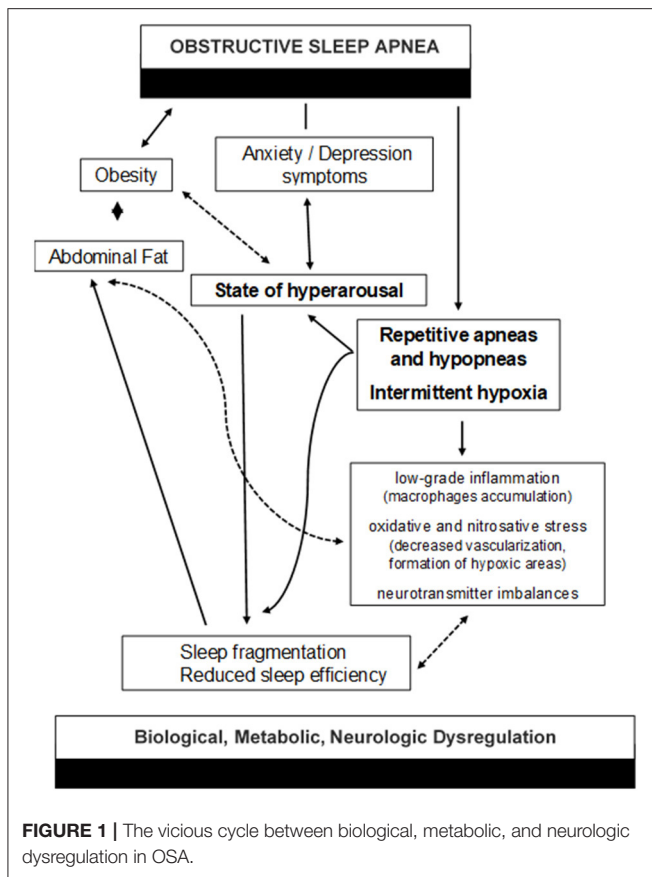 OBSTRUCTIVE SLEEP APNEA
Anxiety / Depression
symptoms
Obesity
Abdominal Fat
State of hyperarousal
Repetitive apneas
and hypopneas
Intermittent hypoxia
low-grade inflammation
(macrophages accumulation)
oxidative and nitrosative stress
(decreased vascularization,
formation of hypoxic areas)
neurotransmitter imbalances
Sleep fragmentation
Reduced sleep efficiency
Biological, Metabolic, Neurologic Dysregulation
FIGURE 1 | The vicious cycle between biological, metabolic, and neurologic
dysregulation in OSA.